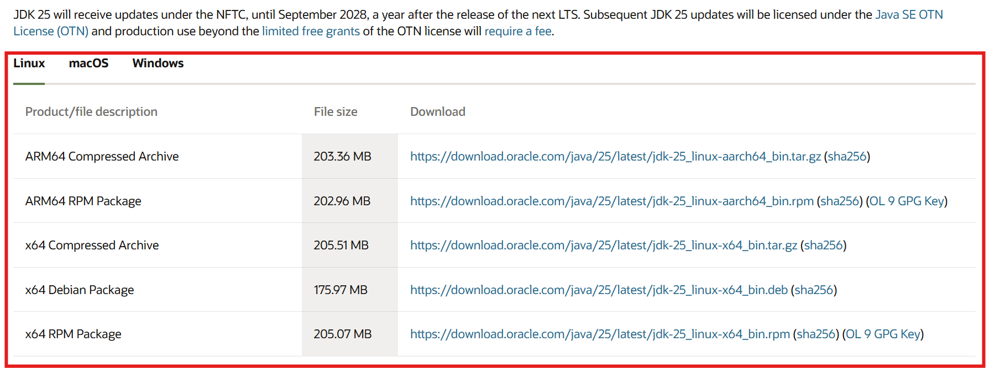 JDK 25 will receive updates under the NFTC, until September 2028, a year after the release of the next LTS. Subsequent JDK 25 updates will be licensed under the Java SE OTN
License (OTN) and production use beyond the limited free grants of the OTN license will require a fee.
Linux macOS Windows
Product/file description File size Download
ARM64 Compressed Archive 203.36 MB https://download.oracle.com/java/25/latest/jdk-25_linux-aarch64_bin.tar.gz (sha256)
ARM64 RPM Package 202.96 MB https://download.oracle.com/java/25/latest/jdk-25_linux-aarch64_bin.rpm (sha256) (OL 9 GPG Key)
x64 Compressed Archive 205.51 MB https://download.oracle.com/java/25/latest/jdk-25_linux-x64_bin.tar.gz (sha256)
x64 Debian Package 175.97 MB https://download.oracle.com/java/25/latest/jdk-25_linux-x64_bin.deb (sha256)
x64 RPM Package 205.07 MB https://download.oracle.com/java/25/latest/jdk-25_linux-x64_bin.rpm (sha256) (OL 9 GPG Key)